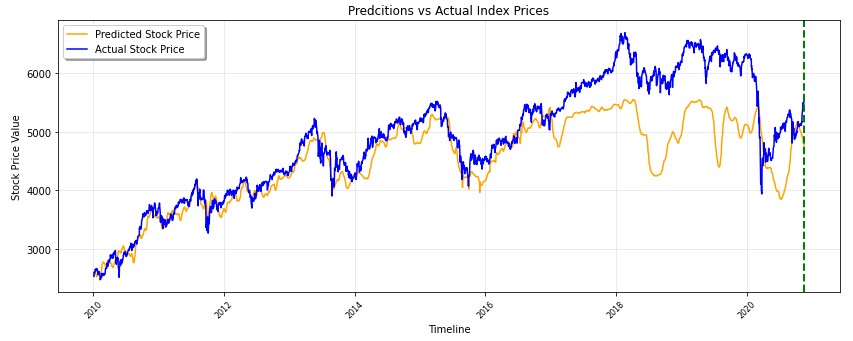 Predcitions vs Actual Index Prices
Predicted Stock Price
Actual Stock Price
Stock Price Value
6000
5000
4000
3000
2010
2012
2014
2016
2018
2020
Timeline